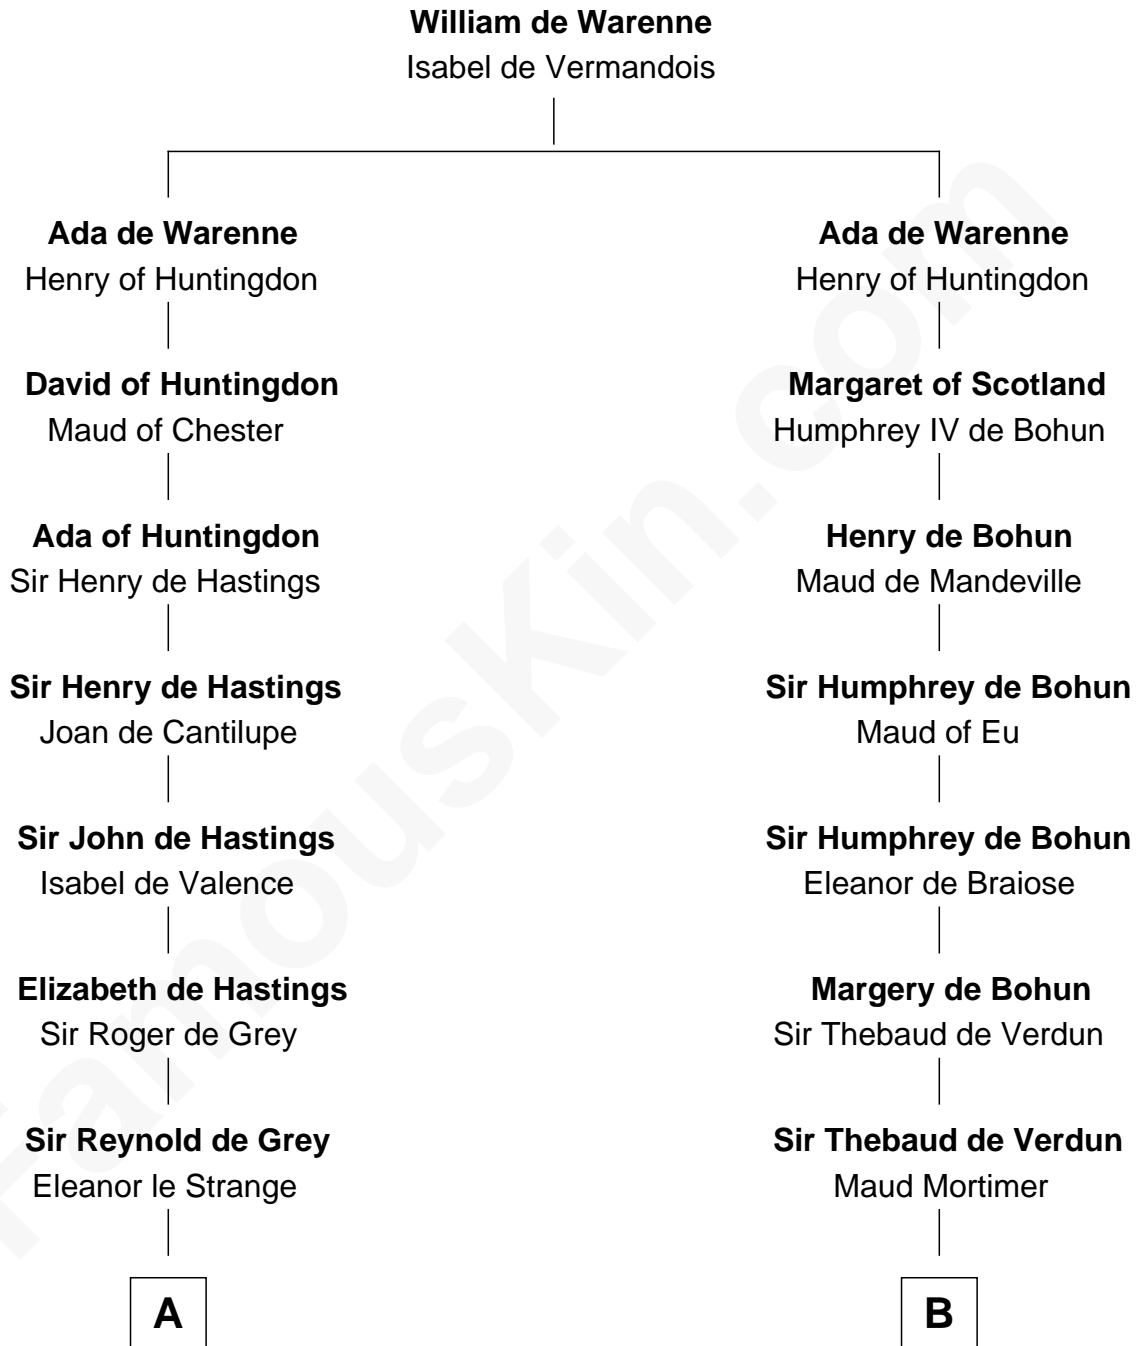 William de Warenne
Isabel de Vermandois
Ada de Warenne
Henry of Huntingdon
David of Huntingdon
Maud of Chester
Ada of Huntingdon
Sir Henry de Hastings
Sir Henry de Hastings
Joan de Cantilupe
Sir John de Hastings
Isabel de Valence
Elizabeth de Hastings
Sir Roger de Grey
Sir Reynold de Grey
Eleanor le Strange
A
Ada de Warenne
Henry of Huntingdon
Margaret of Scotland
Humphrey IV de Bohun
Henry de Bohun
Maud de Mandeville
Sir Humphrey de Bohun
Maud of Eu
Sir Humphrey de Bohun
Eleanor de Braiose
Margery de Bohun
Sir Thebaud de Verdun
Sir Thebaud de Verdun
Maud Mortimer
B
FamousKin.com